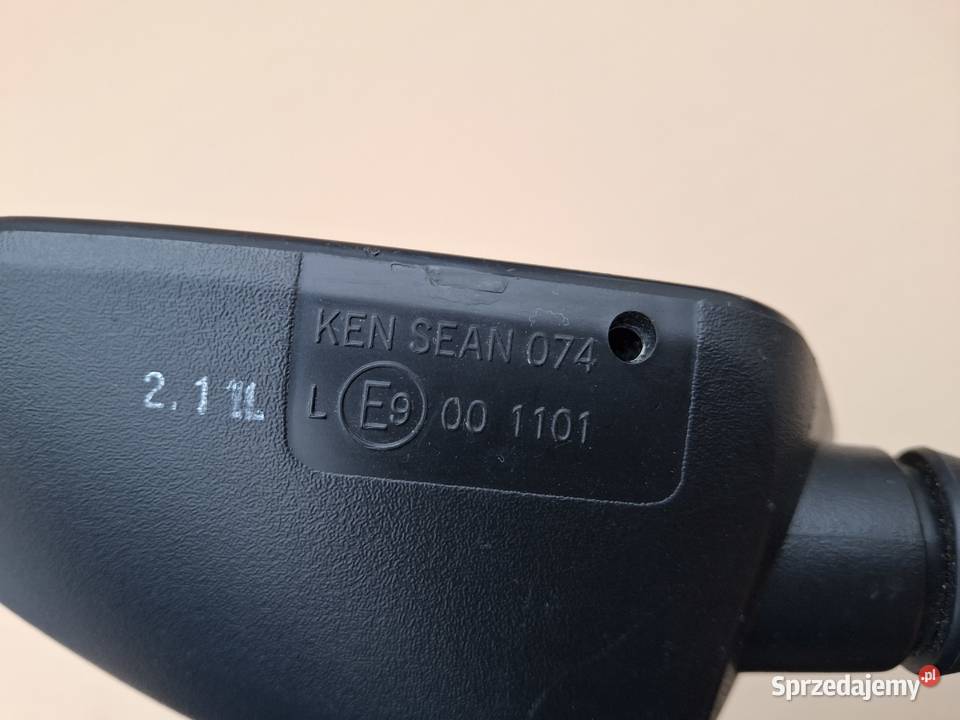 KEN SEAN 074
2.1 1L
L E9 00 1101
Sprzedajemy.pl